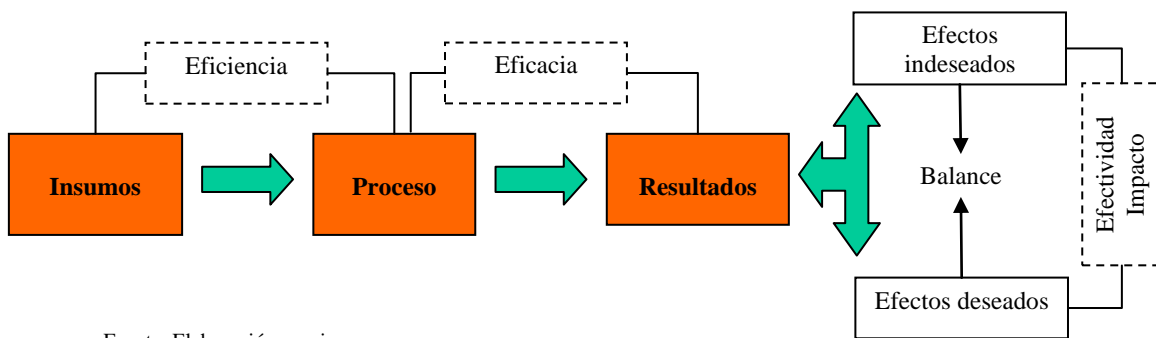 Eficiencia
Eficacia
Efectos
indeseados
Insumos
Proceso
Resultados
Balance
Efectividad
Impacto
Efectos deseados